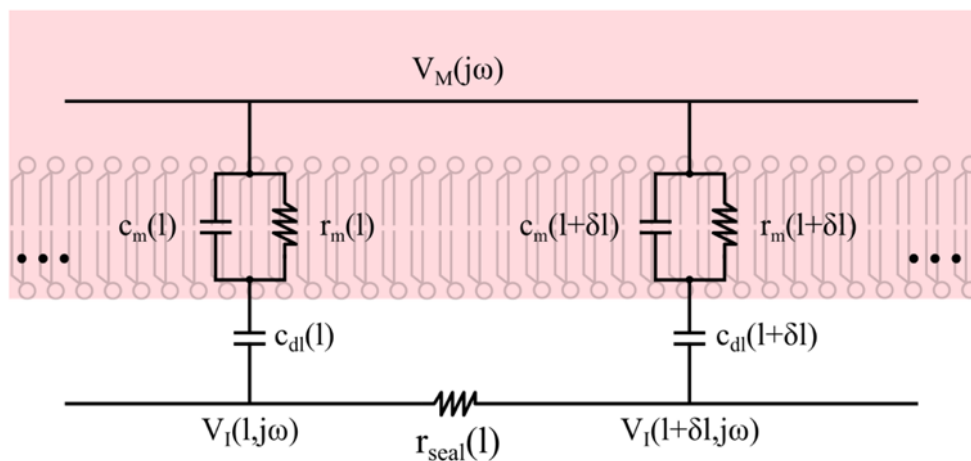 V_M(jω)
c_m(l) r_m(l) c_m(l+δl) r_m(l+δl)
c_dl(l) c_dl(l+δl)
V_I(l,jω) r_seal(l) V_I(l+δl,jω)